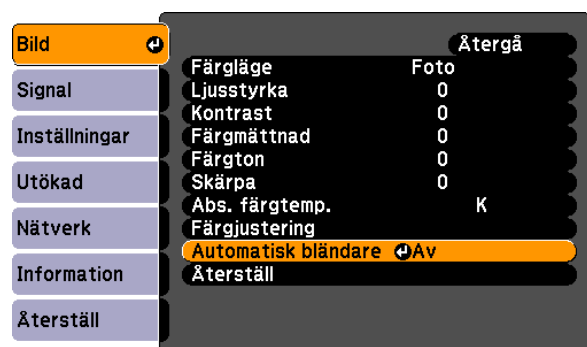 Bild
Signal
Inställningar
Utökad
Nätverk
Information
Återställ
Återgå
Färgläge Foto
Ljusstyrka 0
Kontrast 0
Färgmättnad 0
Färgton 0
Skärpa 0
Abs. färgtemp. K
Färgjustering
Automatisk bländare Av
Återställ